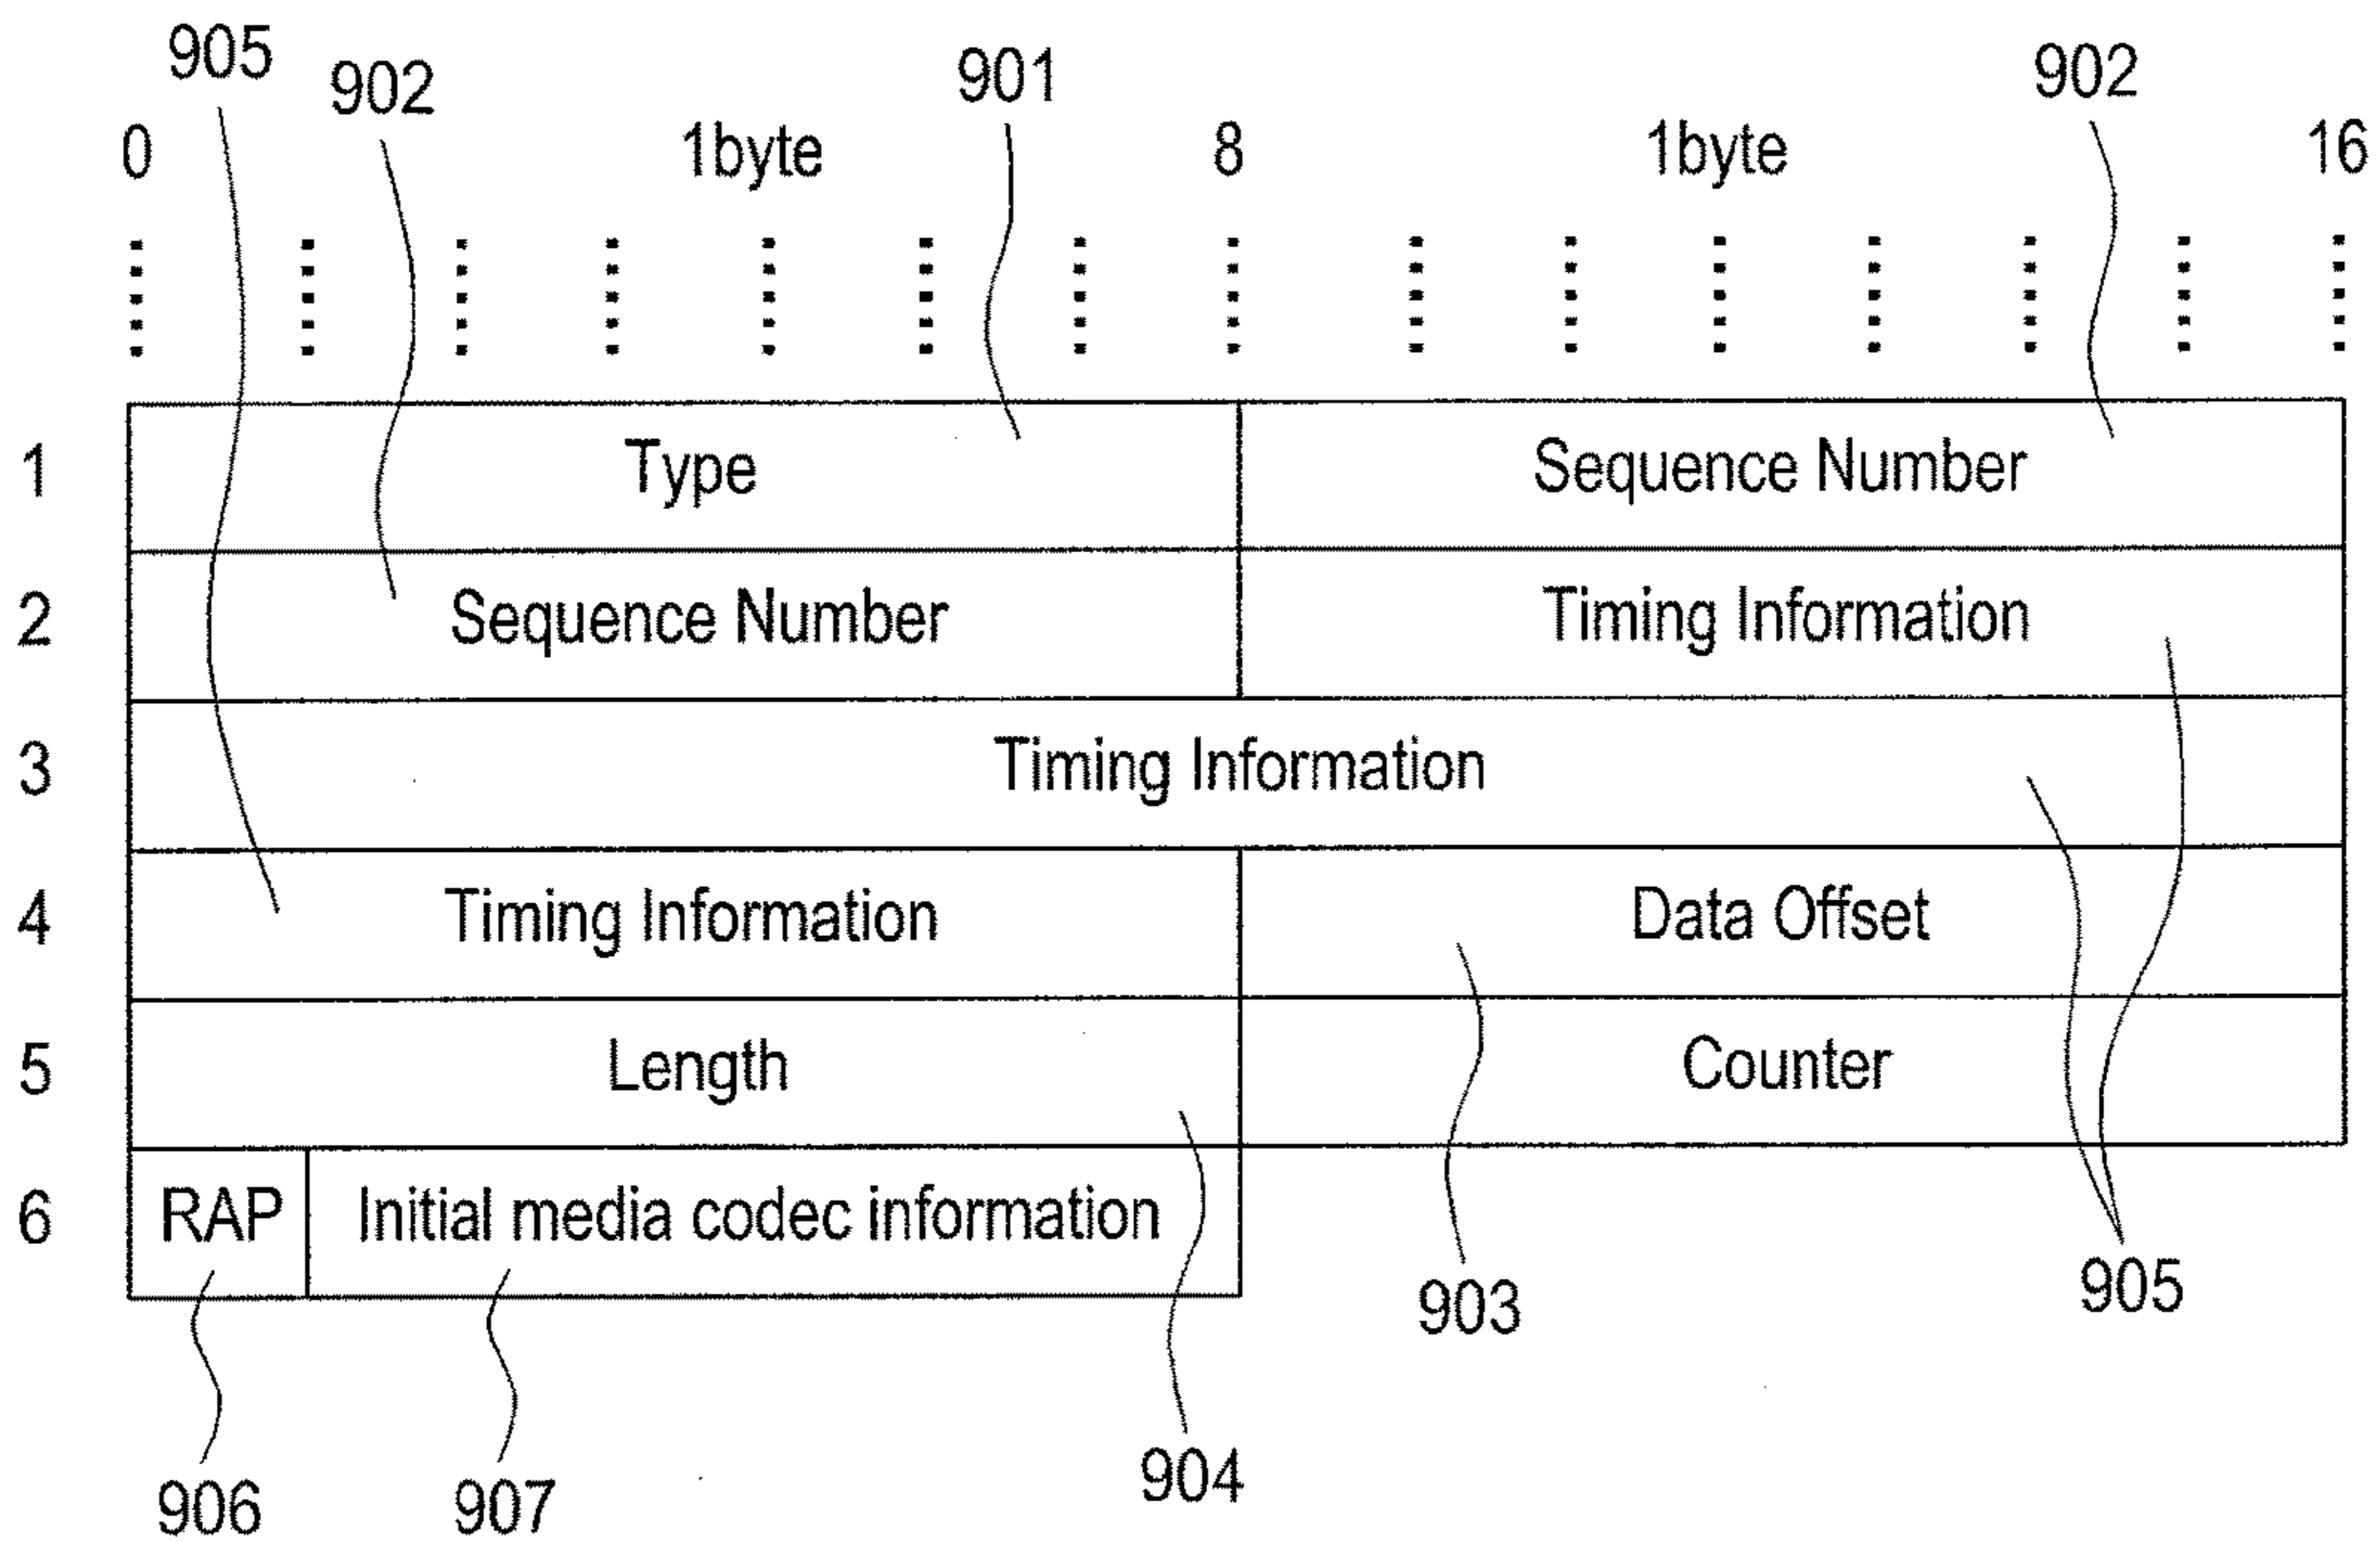 905 902 901 902
0 1byte 8 1byte 16
1 Type Sequence Number
2 Sequence Number Timing Information
3 Timing Information
4 Timing Information Data Offset
5 Length Counter
6 RAP Initial media codec information
903 905
906 907 904